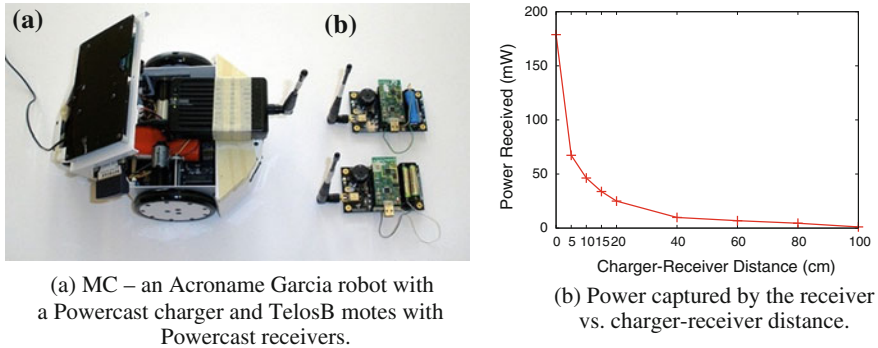 (a)
(b)
(a) MC – an Acroname Garcia robot with
a Powercast charger and TelosB motes with
Powercast receivers.
200
150
100
50
0
Power Received (mW)
0 5 10 15 20 40 60 80 100
Charger-Receiver Distance (cm)
(b) Power captured by the receiver
vs. charger-receiver distance.